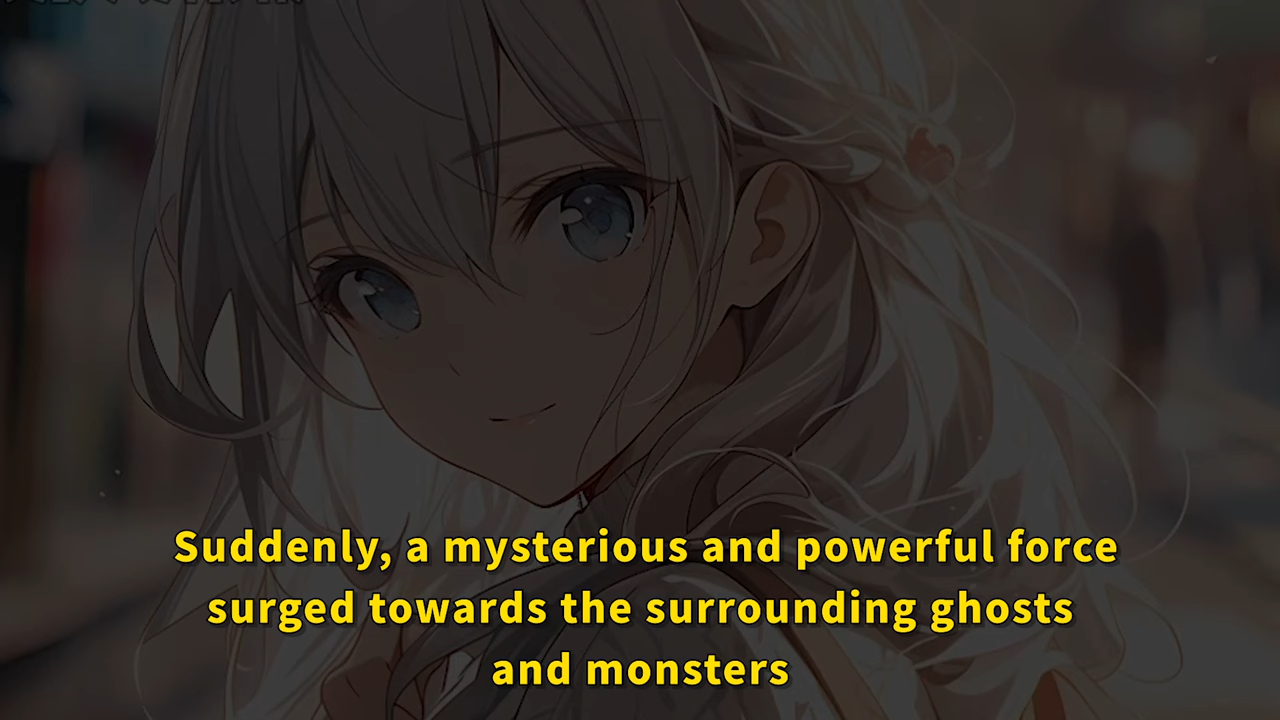 Suddenly, a mysterious and powerful force
surged towards the surrounding ghosts
and monsters